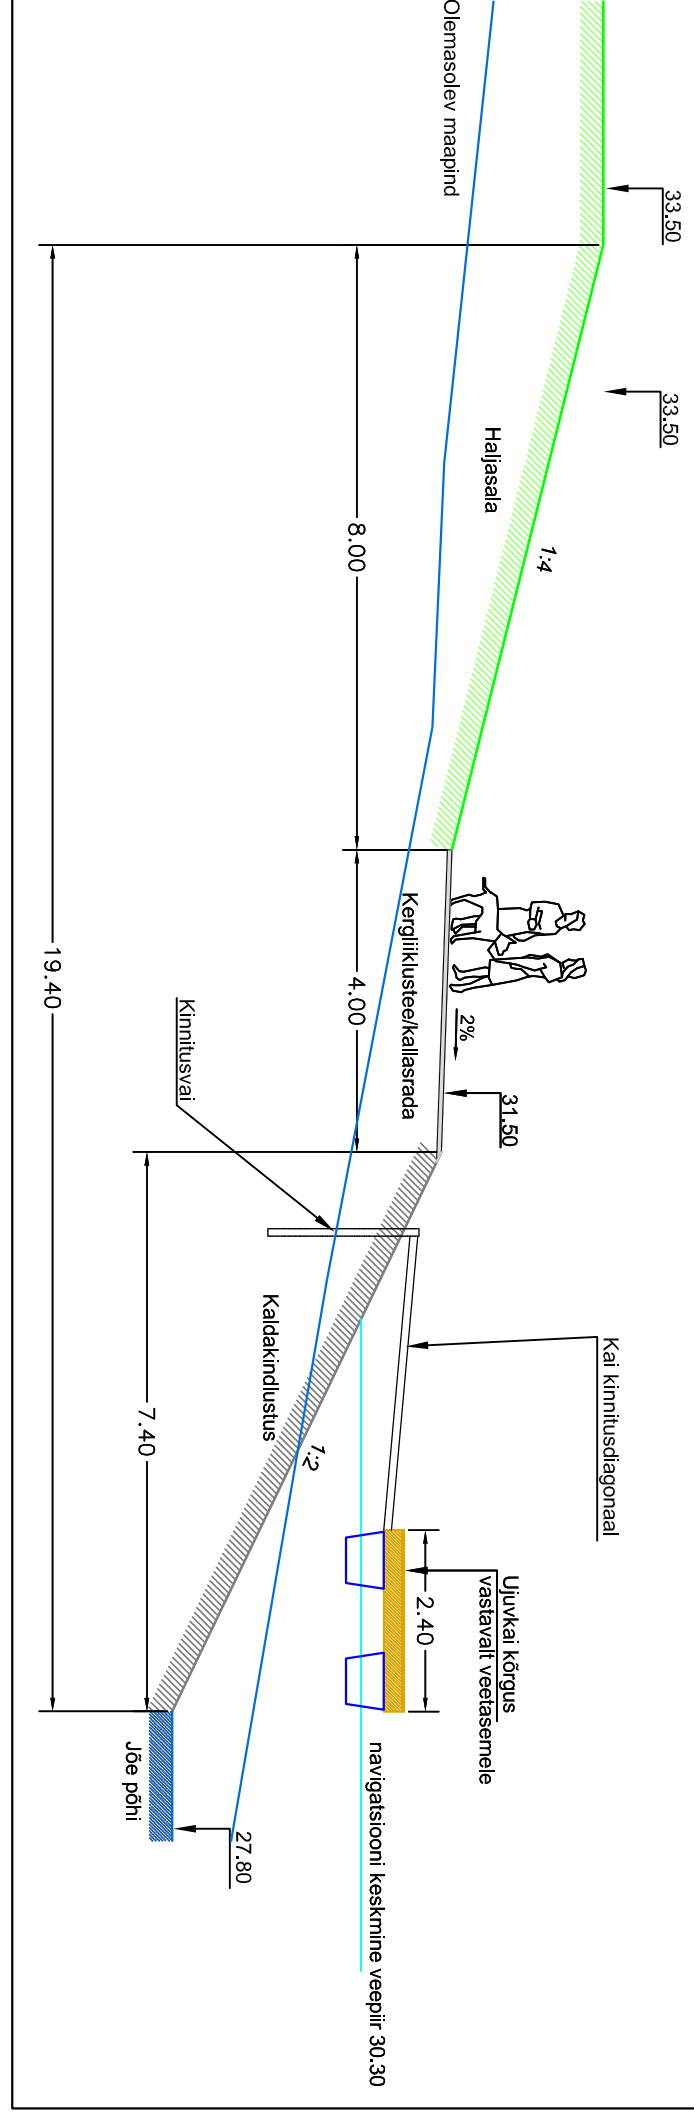 Olemasolev maapind
33.50
33.50
Haljasala
1:4
8.00
Kergliiklustee/kallasrada
2%
31.50
4.00
19.40
Kinnitusvai
Kaldakindlustus
1:2
7.40
Kai kinnitusdiagonaal
Ujuvkai kõrgus
vastavalt veetasemele
2.40
navigatsiooni keskmine veepiir 30.30
27.80
Jõe põhi